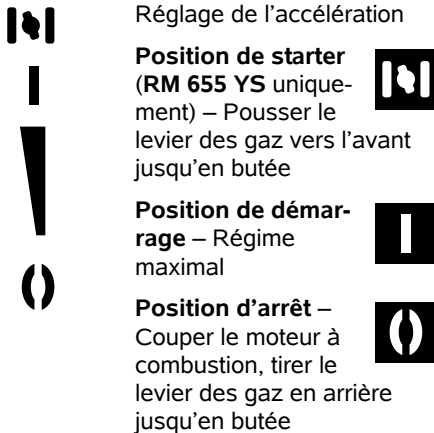 Réglage de l'accélération
Position de starter
(RM 655 YS unique-
ment) – Pousser le
levier des gaz vers l'avant
jusqu'en butée
Position de démar-
rage – Régime
maximal
Position d'arrêt –
Couper le moteur à
combustion, tirer le
levier des gaz en arrière
jusqu'en butée